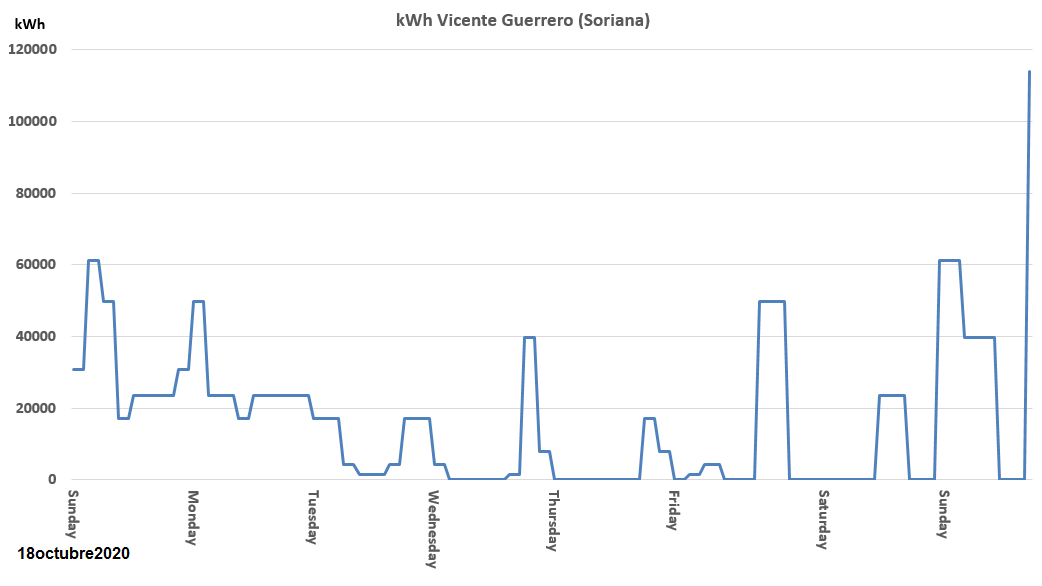 kWh Vicente Guerrero (Soriana)
kWh
120000
100000
80000
60000
40000
20000
0
Sunday
Monday
Tuesday
Wednesday
Thursday
Friday
Saturday
Sunday
18octubre2020